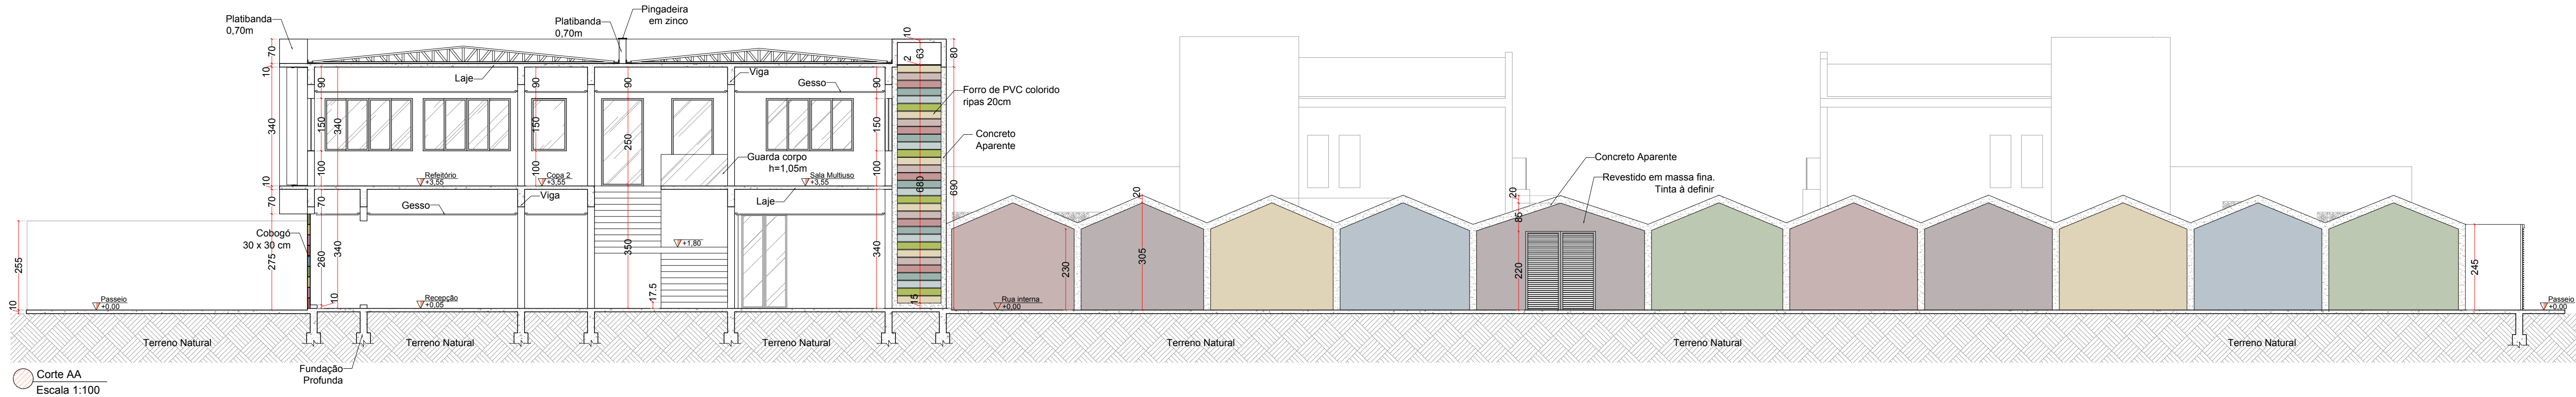 Platibanda
0,70m
Platibanda
0,70m
Pingadeira
em zinco
10
63
2
80
70
10
Laje
90
90
90
Viga
Gesso
90
Forro de PVC colorido
ripas 20cm
340
150
340
150
250
150
Concreto
Aparente
100
100
100
Guarda corpo
h=1,05m
Refeitório
+3,55
Copa 2
+3,55
Sala Multiuso
+3,55
680
690
10
70
70
Gesso
Viga
Laje
Concreto Aparente
Revestido em massa fina.
Tinta à definir
20
20
85
Cobogó
30 x 30 cm
+1,80
255
275
260
340
350
340
230
305
220
245
10
Passeio
+0,00
10
Recepção
+0,05
17.5
15
Rua interna
+0,00
Passeio
+0,00
Terreno Natural
Terreno Natural
Terreno Natural
Terreno Natural
Terreno Natural
Terreno Natural
Fundação
Profunda
Corte AA
Escala 1:100